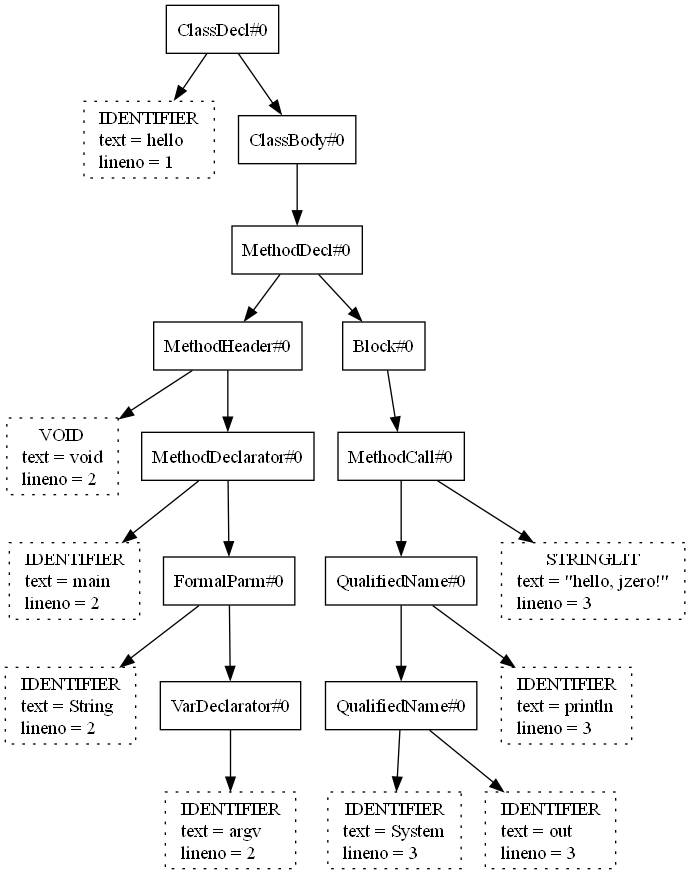 ClassDecl#0
IDENTIFIER
text = hello
lineno = 1
ClassBody#0
MethodDecl#0
MethodHeader#0
Block#0
VOID
text = void
lineno = 2
MethodDeclarator#0
MethodCall#0
IDENTIFIER
text = main
lineno = 2
FormalParm#0
QualifiedName#0
STRINGLIT
text = "hello, jzero!"
lineno = 3
IDENTIFIER
text = String
lineno = 2
VarDeclarator#0
QualifiedName#0
IDENTIFIER
text = println
lineno = 3
IDENTIFIER
text = argv
lineno = 2
IDENTIFIER
text = System
lineno = 3
IDENTIFIER
text = out
lineno = 3